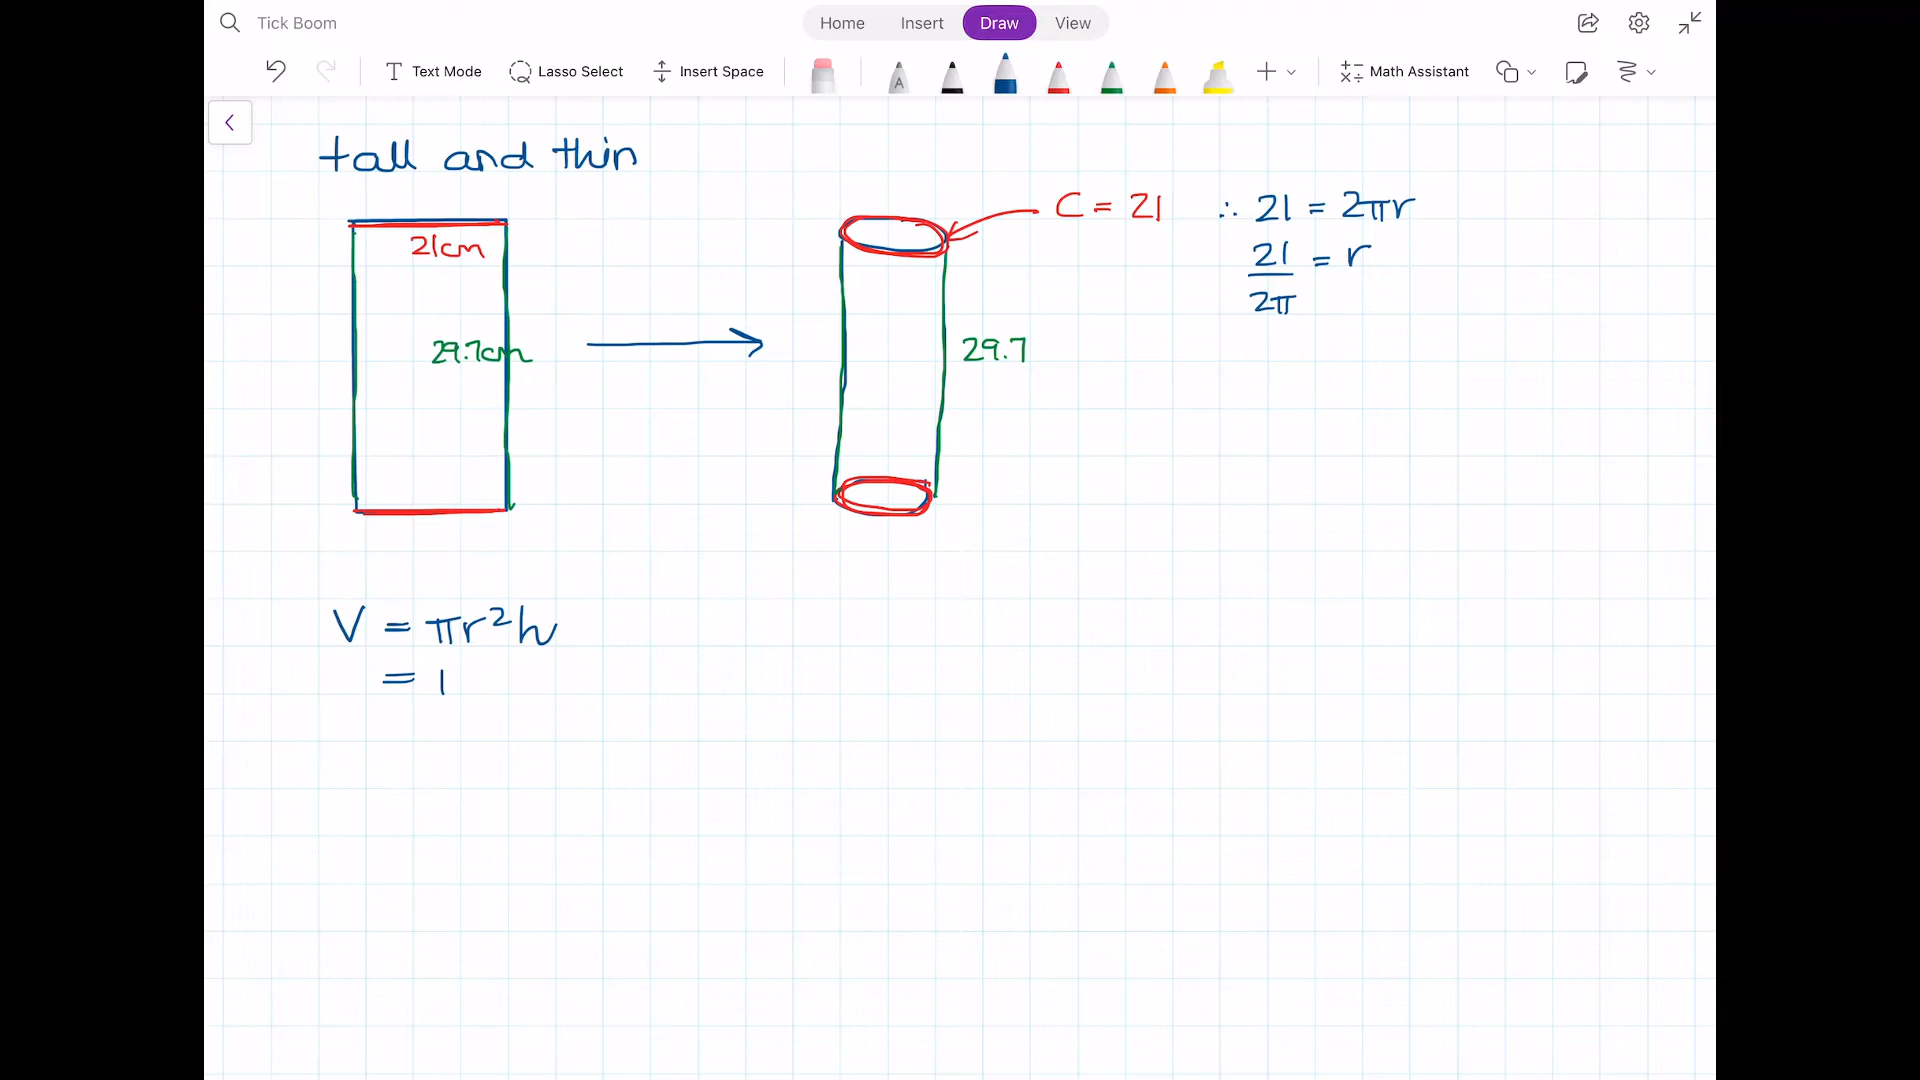 Tick Boom
Home Insert Draw View
Text Mode Lasso Select Insert Space A Math Assistant
tall and thin
C = 21 ∴ 21 = 2πr
21cm
21/2π = r
29.7cm
29.7
V = πr²h
= 1